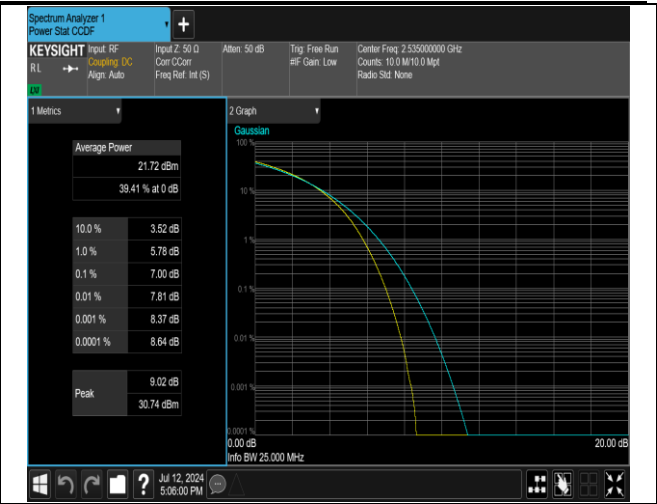 Spectrum Analyzer 1
Power Stat CCDF
+
KEYSIGHT Input: RF Input Z: 50 Ω Atten: 50 dB Trig: Free Run Center Freq: 2.535000000 GHz
RL Coupling: DC Corr CCorr #IF Gain: Low Counts: 10.0 M/10.0 Mpt
Align: Auto Freq Ref: Int (S) Radio Std: None
LXI
1 Metrics
Average Power
21.72 dBm
39.41 % at 0 dB
10.0 % 3.52 dB
1.0 % 5.78 dB
0.1 % 7.00 dB
0.01 % 7.81 dB
0.001 % 8.37 dB
0.0001 % 8.64 dB
Peak 9.02 dB
30.74 dBm
2 Graph
Gaussian
100 %
10 %
1 %
0.1 %
0.01 %
0.001 %
0.0001 %
0.00 dB 20.00 dB
Info BW 25.000 MHz
? Jul 12, 2024
5:06:00 PM